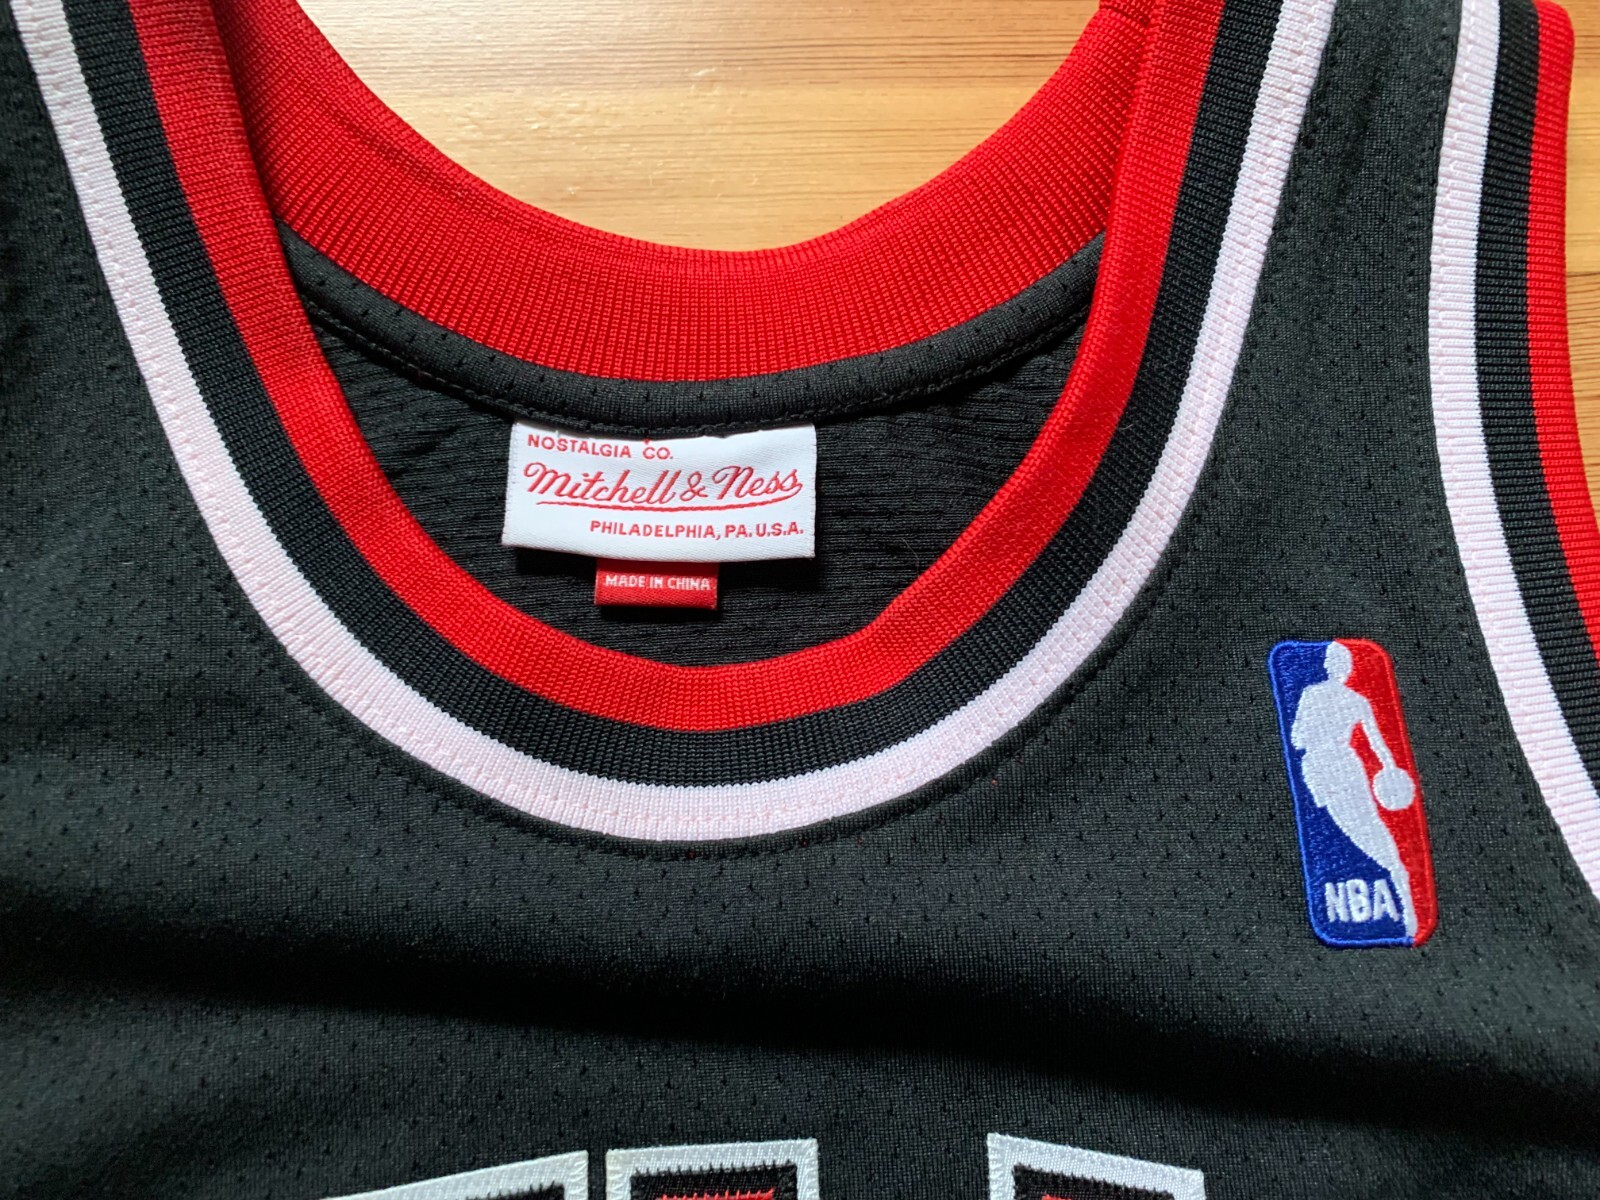 NOSTALGIA CO.
Mitchell & Ness
PHILADELPHIA, PA. U.S.A.
MADE IN CHINA
NBA